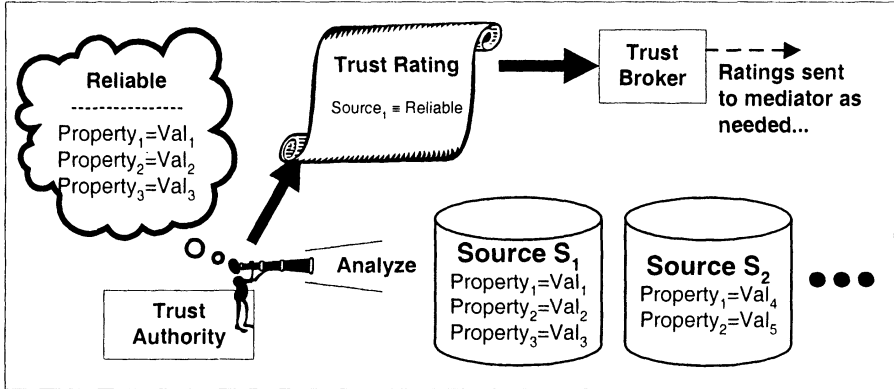 Reliable
----------------
Property₁=Val₁
Property₂=Val₂
Property₃=Val₃
Trust Rating
Source₁ ≡ Reliable
Trust
Broker
Ratings sent
to mediator as
needed...
Analyze
Trust
Authority
Source S₁
Property₁=Val₁
Property₂=Val₂
Property₃=Val₃
Source S₂
Property₁=Val₄
Property₂=Val₅